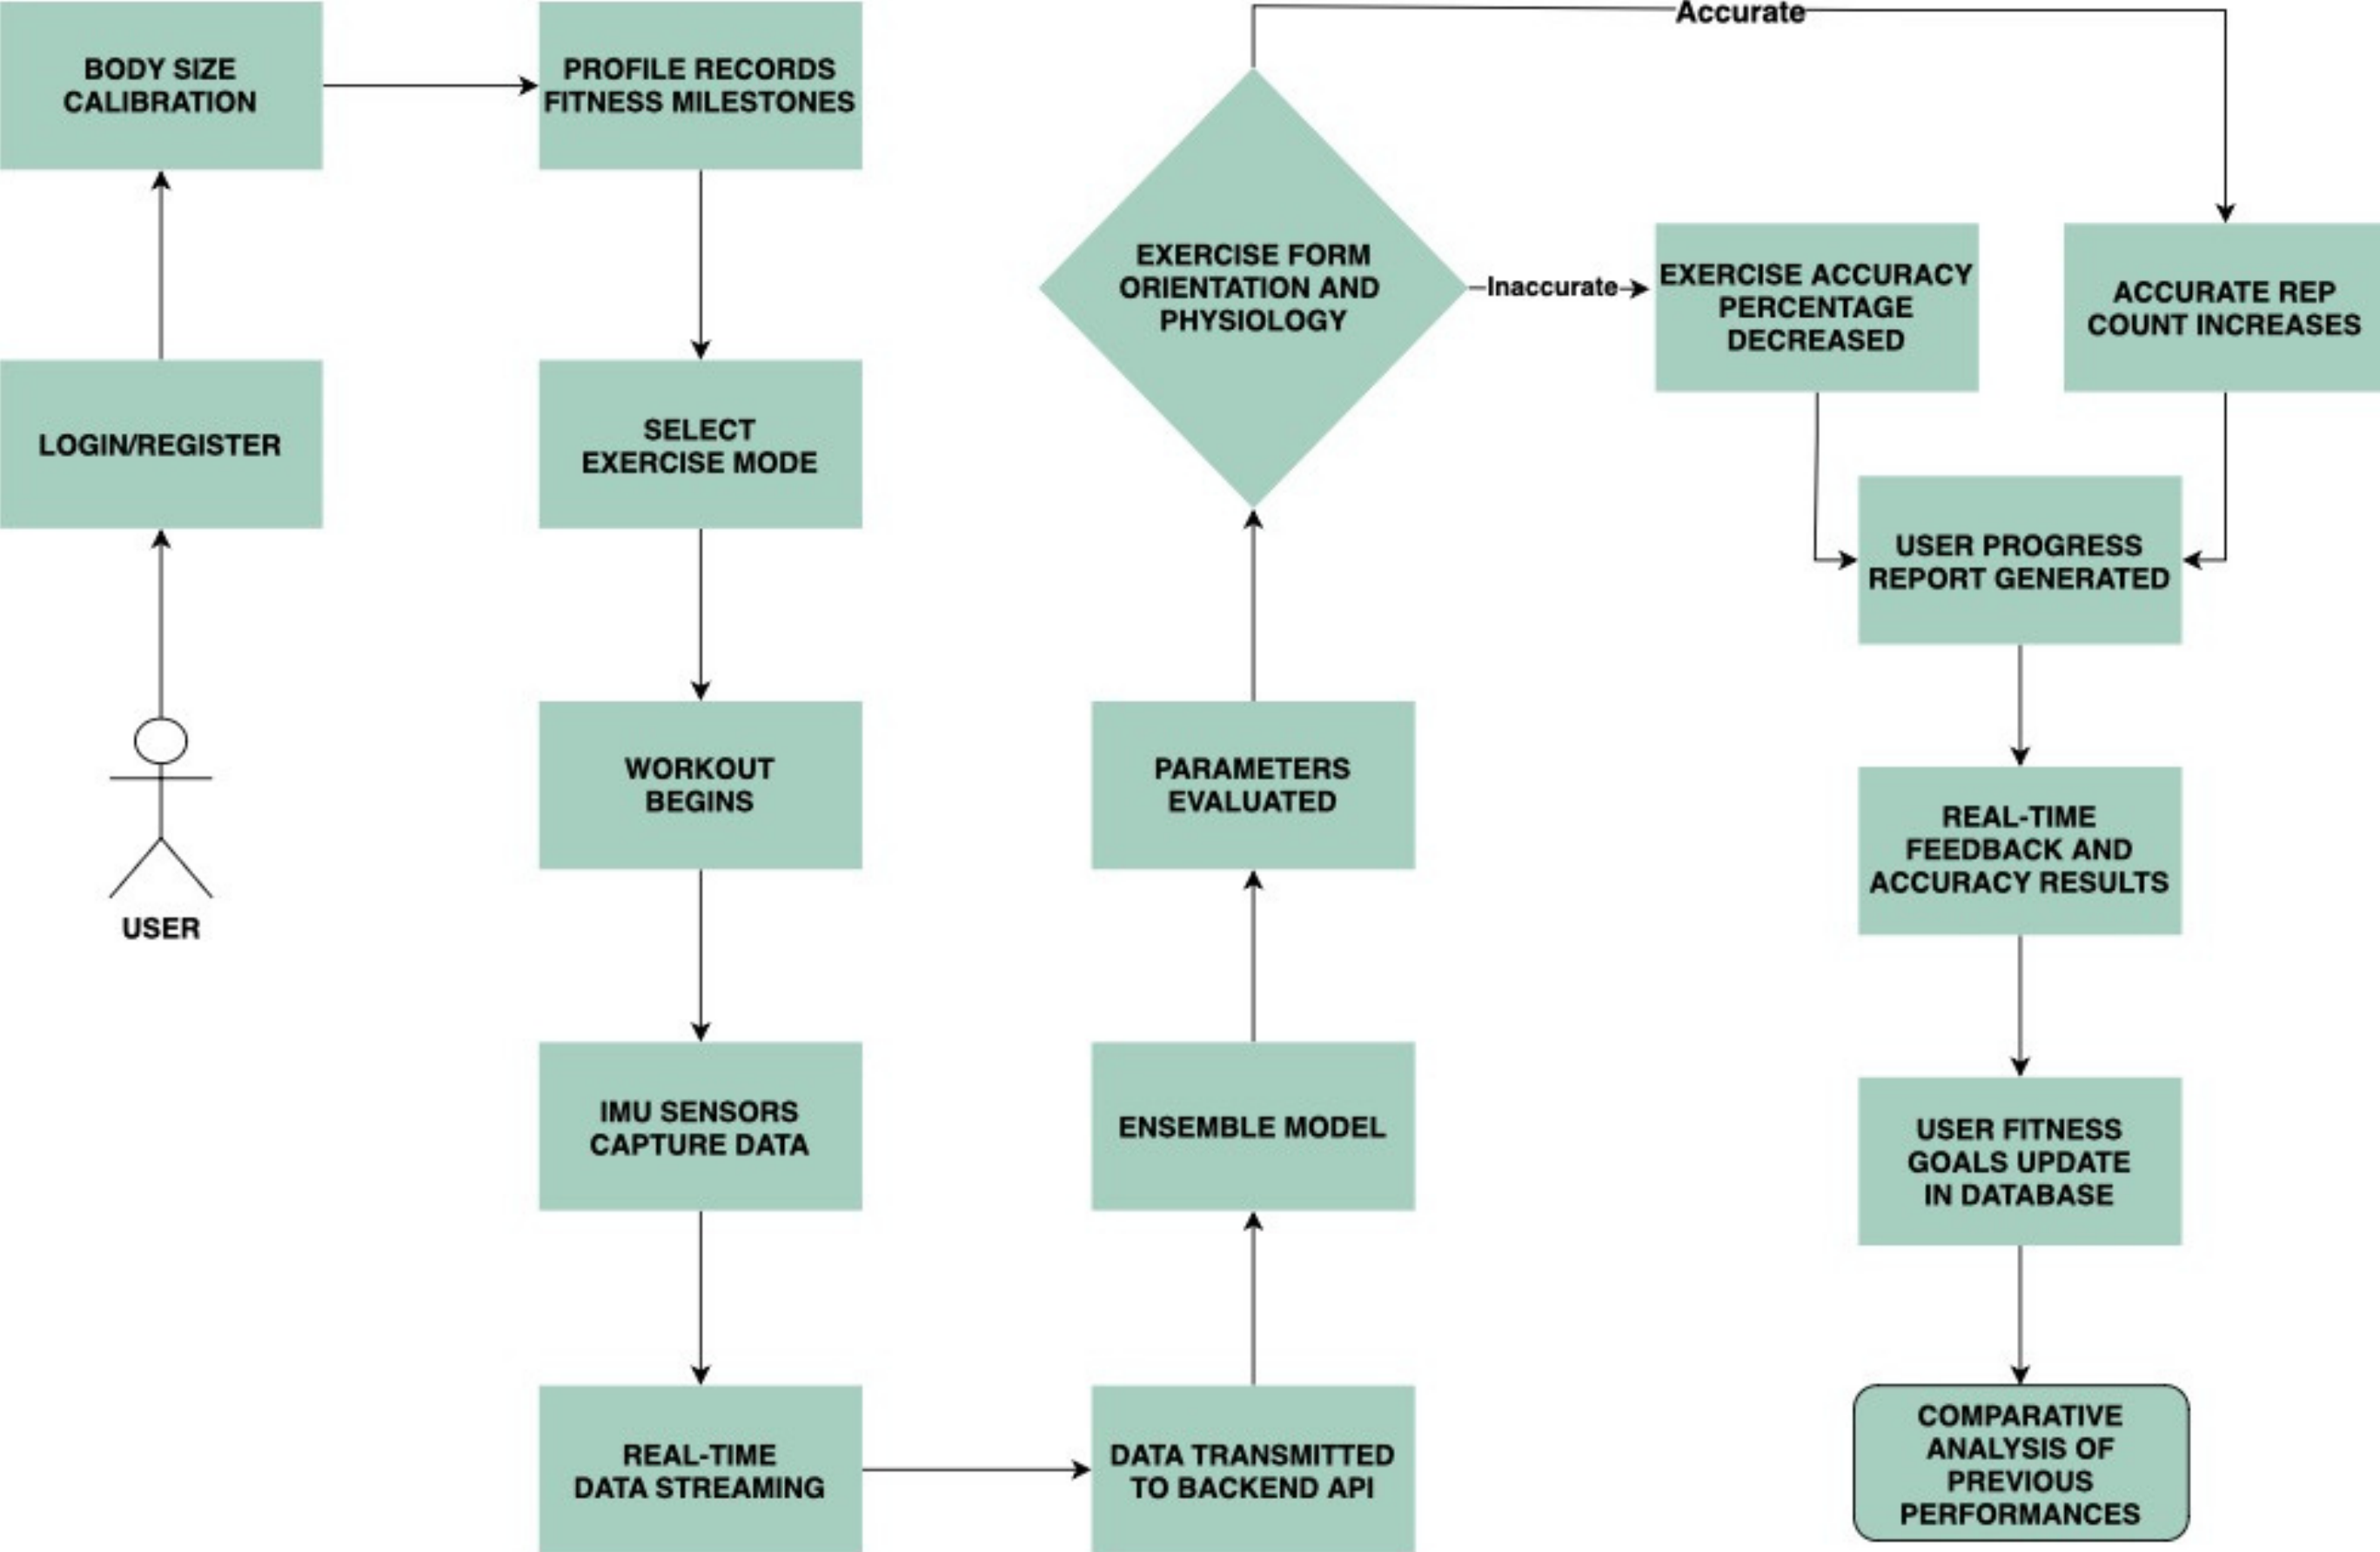 BODY SIZE
CALIBRATION
PROFILE RECORDS
FITNESS MILESTONES
LOGIN/REGISTER
USER
SELECT
EXERCISE MODE
WORKOUT
BEGINS
IMU SENSORS
CAPTURE DATA
REAL-TIME
DATA STREAMING
DATA TRANSMITTED
TO BACKEND API
ENSEMBLE MODEL
PARAMETERS
EVALUATED
EXERCISE FORM
ORIENTATION AND
PHYSIOLOGY
Accurate
Inaccurate
EXERCISE ACCURACY
PERCENTAGE
DECREASED
ACCURATE REP
COUNT INCREASES
USER PROGRESS
REPORT GENERATED
REAL-TIME
FEEDBACK AND
ACCURACY RESULTS
USER FITNESS
GOALS UPDATE
IN DATABASE
COMPARATIVE
ANALYSIS OF
PREVIOUS
PERFORMANCES